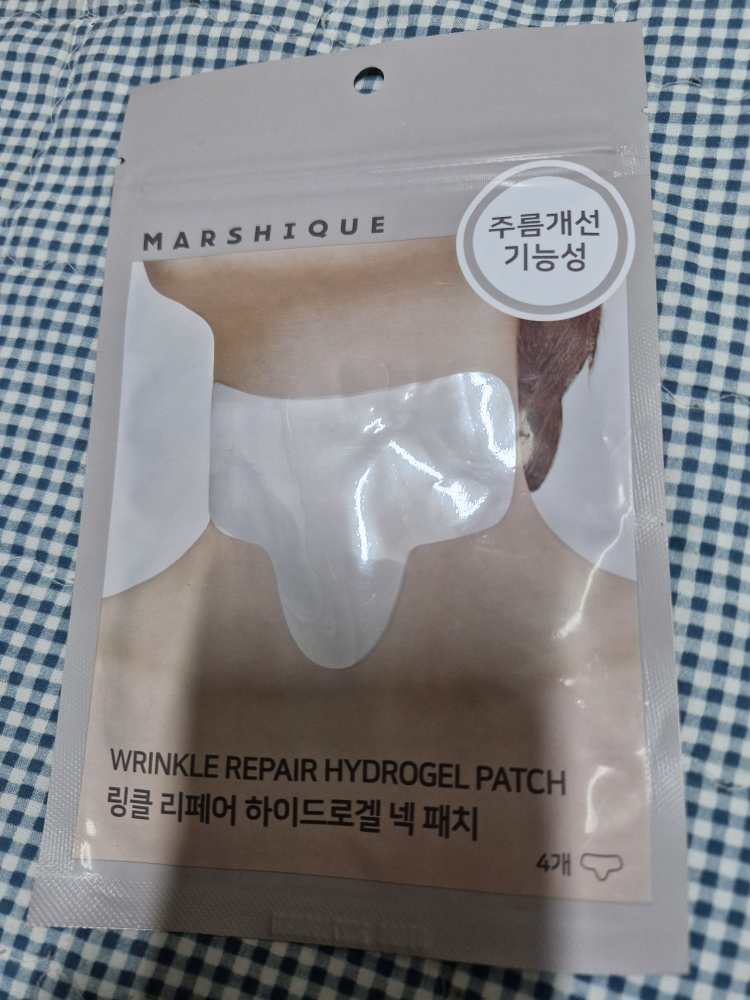 MARSHIQUE
주름개선
기능성
WRINKLE REPAIR HYDROGEL PATCH
링클 리페어 하이드로겔 넥 패치
4개